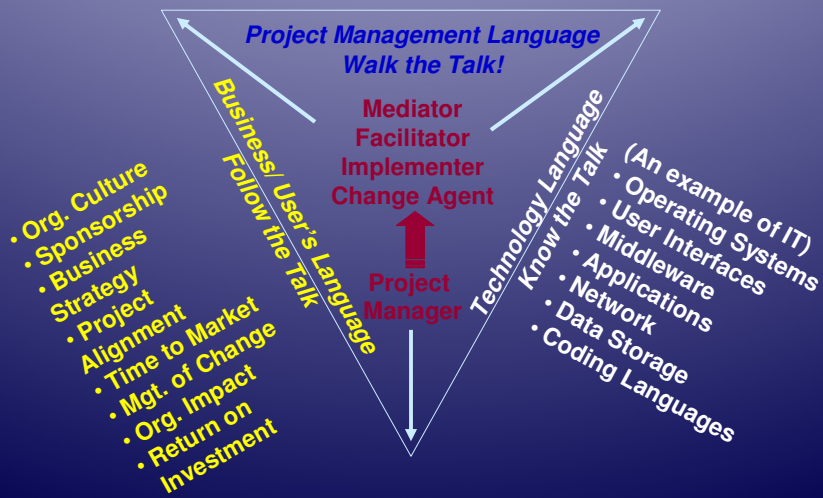 Project Management Language
Walk the Talk!
Mediator
Facilitator
Implementer
Change Agent
Project
Manager
Business/ User's Language
Follow the Talk
• Org. Culture
• Sponsorship
• Business
Strategy
• Project
Alignment
• Time to Market
• Mgt. of Change
• Org. Impact
• Return on
Investment
Technology Language
Know the Talk
(An example of IT)
• Operating Systems
• User Interfaces
• Middleware
• Applications
• Network
• Data Storage
• Coding Languages